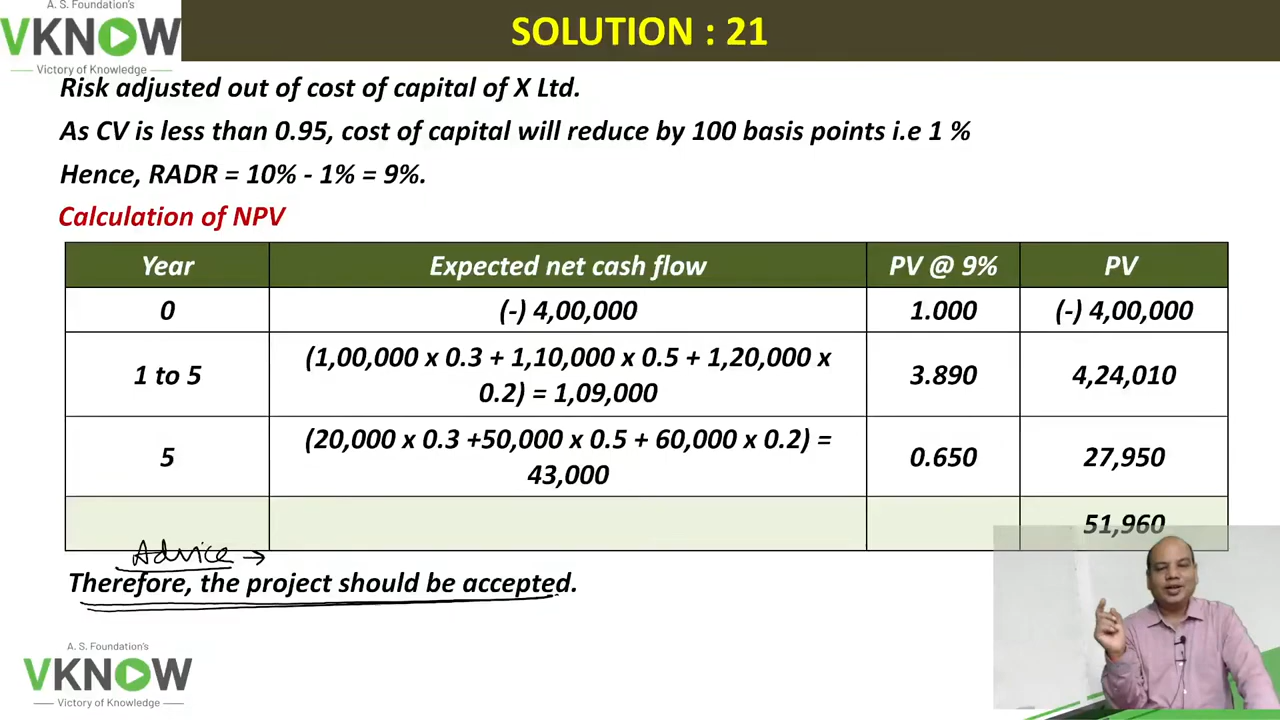 A. S. Foundation's
VKNOW
Victory of Knowledge
SOLUTION : 21
Risk adjusted out of cost of capital of X Ltd.
As CV is less than 0.95, cost of capital will reduce by 100 basis points i.e 1 %
Hence, RADR = 10% - 1% = 9%.
Calculation of NPV
Year Expected net cash flow PV @ 9% PV
0 (-) 4,00,000 1.000 (-) 4,00,000
1 to 5 (1,00,000 x 0.3 + 1,10,000 x 0.5 + 1,20,000 x
0.2) = 1,09,000 3.890 4,24,010
5 (20,000 x 0.3 +50,000 x 0.5 + 60,000 x 0.2) =
43,000 0.650 27,950
51,960
Advice →
Therefore, the project should be accepted.
A. S. Foundation's
VKNOW
Victory of Knowledge